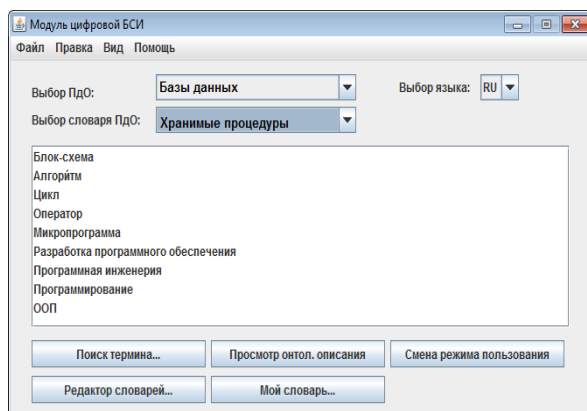 Модуль цифровой БСИ
Файл Правка Вид Помощь
Выбор ПдО: Базы данных Выбор языка: RU
Выбор словаря ПдО: Хранимые процедуры
Блок-схема
Алгори́тм
Цикл
Оператор
Микропрограмма
Разработка программного обеспечения
Программная инженерия
Программирование
ООП
Поиск термина... Просмотр онтол. описания Смена режима пользования
Редактор словарей... Мой словарь...